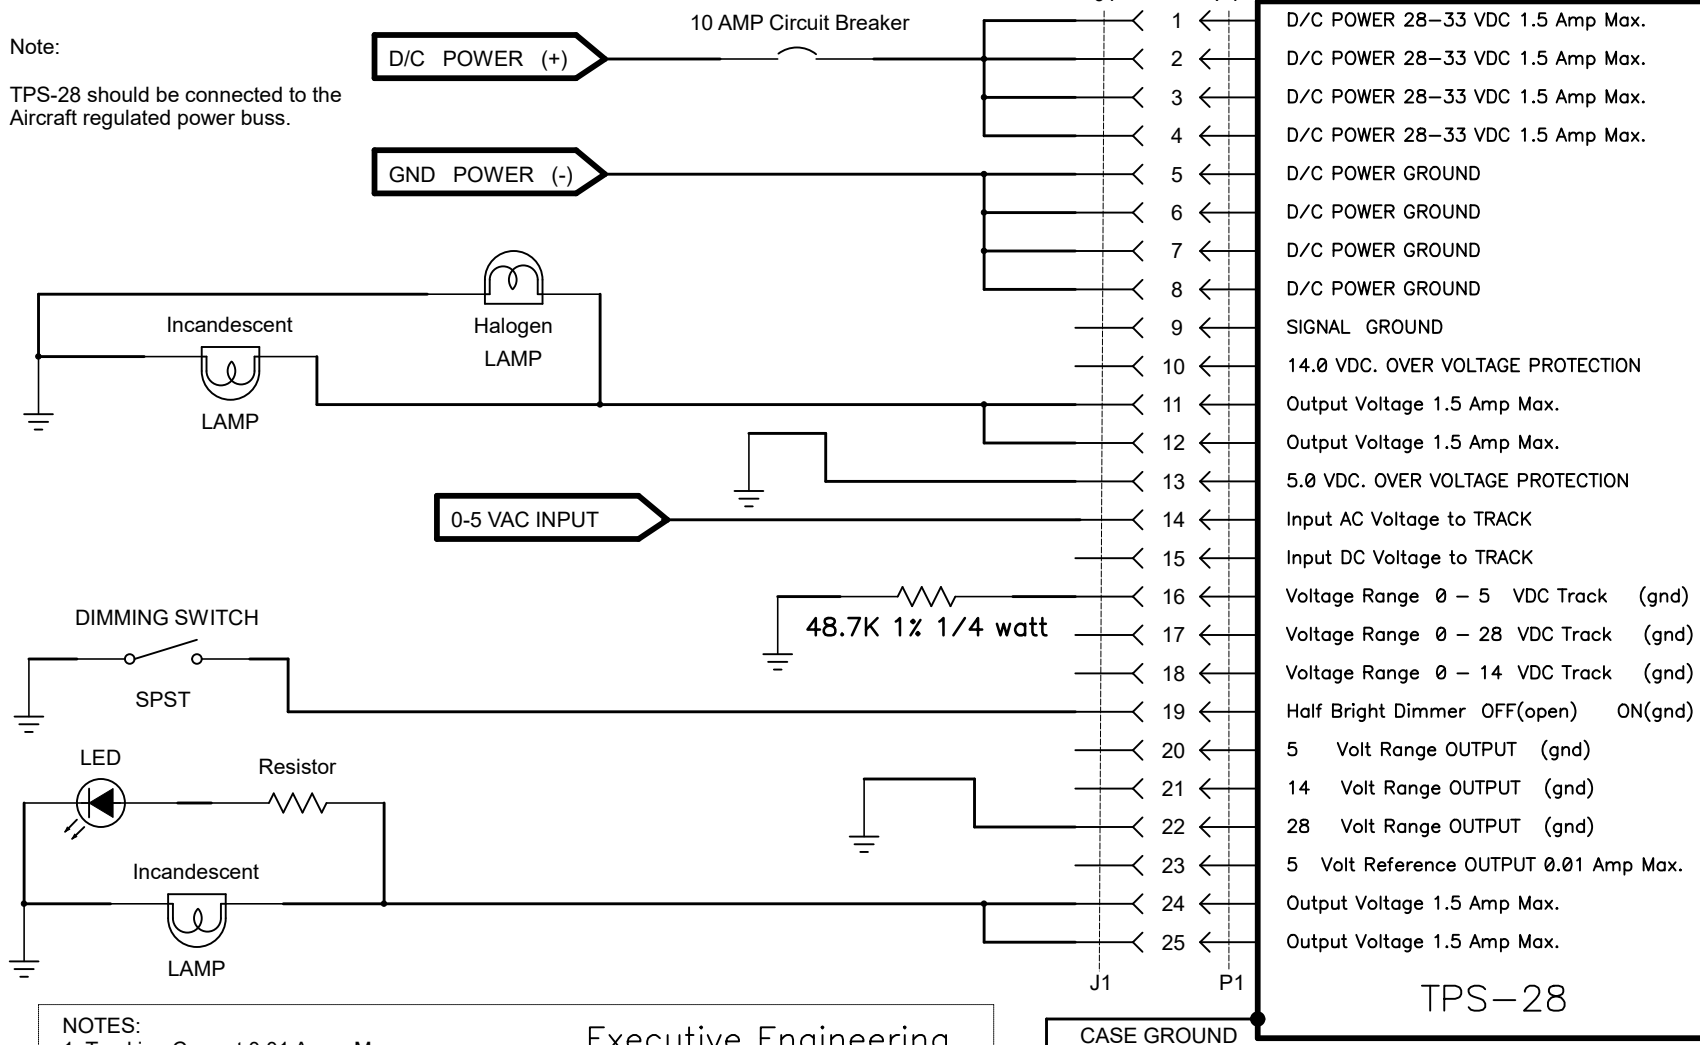 10 AMP Circuit Breaker
Note:
TPS-28 should be connected to the
Aircraft regulated power buss.
D/C POWER (+)
GND POWER (-)
Incandescent
LAMP
Halogen
LAMP
0-5 VAC INPUT
48.7K 1% 1/4 watt
DIMMING SWITCH
SPST
LED
Resistor
Incandescent
LAMP
1 D/C POWER 28-33 VDC 1.5 Amp Max.
2 D/C POWER 28-33 VDC 1.5 Amp Max.
3 D/C POWER 28-33 VDC 1.5 Amp Max.
4 D/C POWER 28-33 VDC 1.5 Amp Max.
5 D/C POWER GROUND
6 D/C POWER GROUND
7 D/C POWER GROUND
8 D/C POWER GROUND
9 SIGNAL GROUND
10 14.0 VDC. OVER VOLTAGE PROTECTION
11 Output Voltage 1.5 Amp Max.
12 Output Voltage 1.5 Amp Max.
13 5.0 VDC. OVER VOLTAGE PROTECTION
14 Input AC Voltage to TRACK
15 Input DC Voltage to TRACK
16 Voltage Range 0 - 5 VDC Track (gnd)
17 Voltage Range 0 - 28 VDC Track (gnd)
18 Voltage Range 0 - 14 VDC Track (gnd)
19 Half Bright Dimmer OFF(open) ON(gnd)
20 5 Volt Range OUTPUT (gnd)
21 14 Volt Range OUTPUT (gnd)
22 28 Volt Range OUTPUT (gnd)
23 5 Volt Reference OUTPUT 0.01 Amp Max.
24 Output Voltage 1.5 Amp Max.
25 Output Voltage 1.5 Amp Max.
J1 P1
TPS-28
CASE GROUND
NOTES:
Executive Engineering